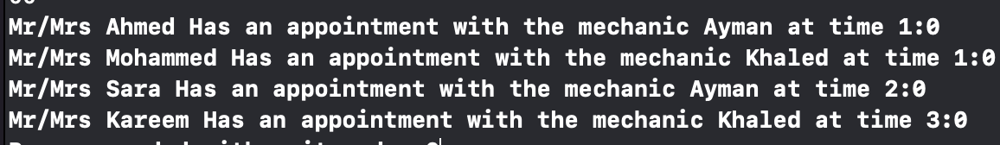 Mr/Mrs Ahmed Has an appointment with the mechanic Ayman at time 1:0
Mr/Mrs Mohammed Has an appointment with the mechanic Khaled at time 1:0
Mr/Mrs Sara Has an appointment with the mechanic Ayman at time 2:0
Mr/Mrs Kareem Has an appointment with the mechanic Khaled at time 3:0